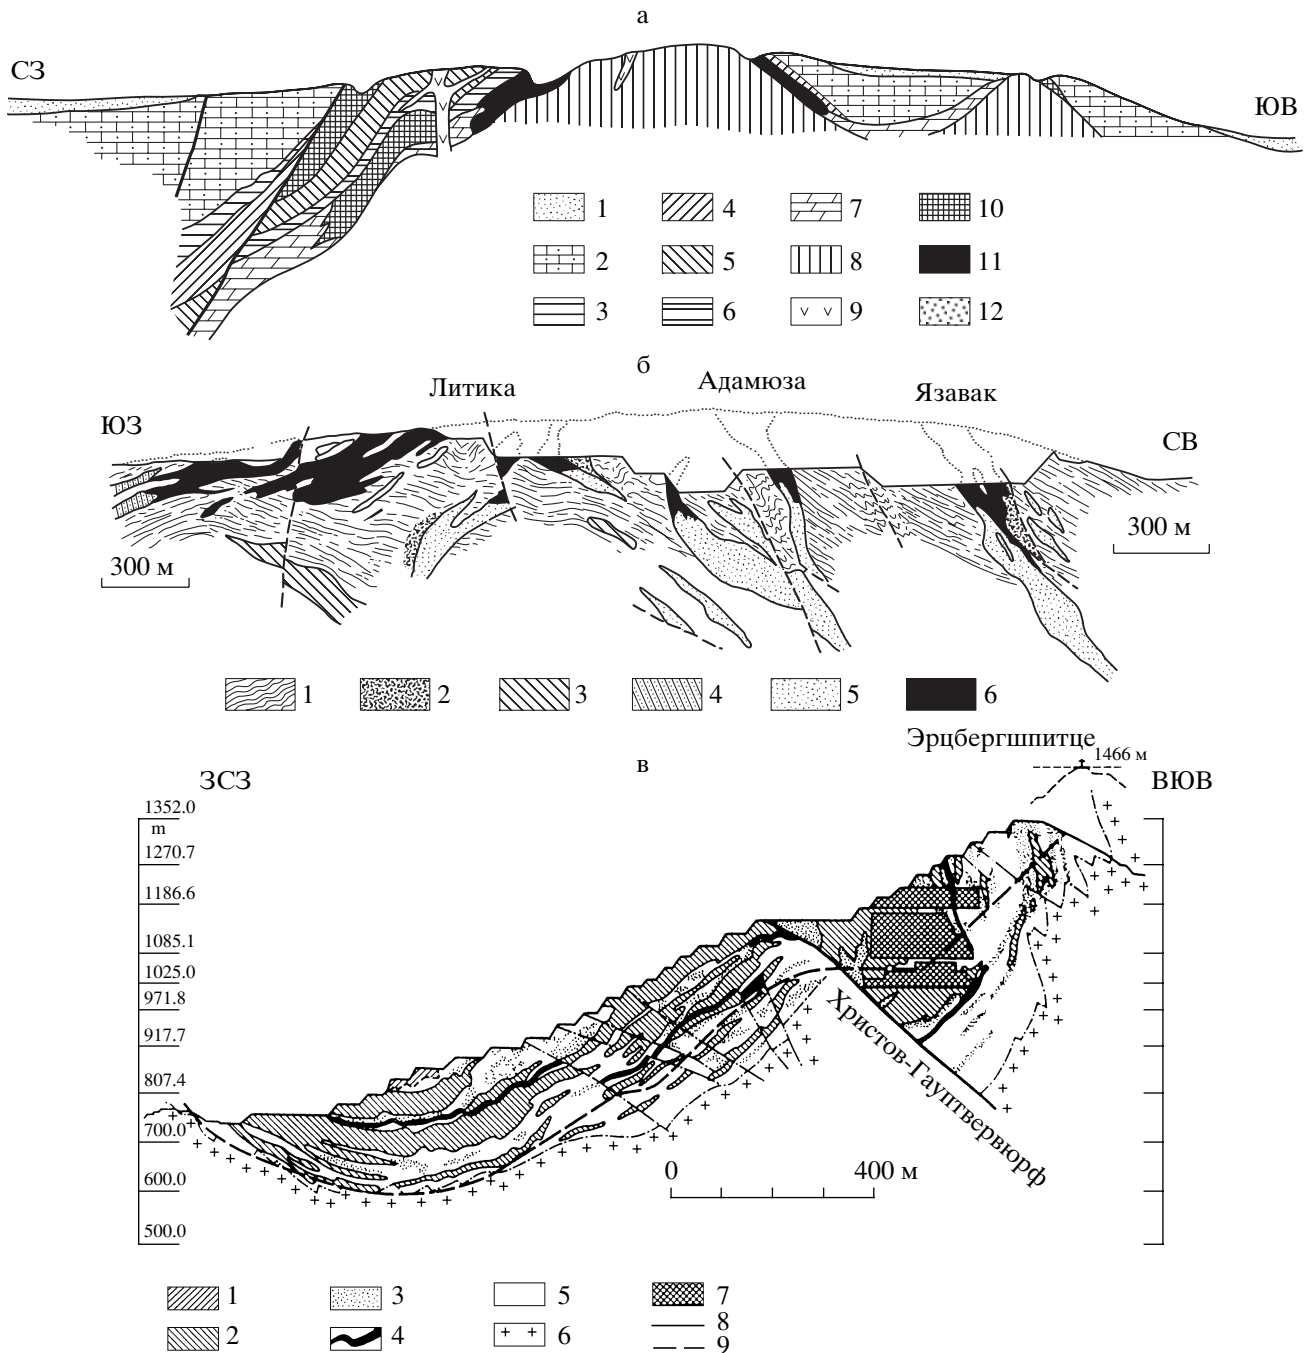 а
СЗ
ЮВ
1 4 7 10
2 5 8 11
3 6 9 12
б
Литика Адамюза Язавак
ЮЗ
СВ
300 м
300 м
1 2 3 4 5 6
Эрцбергшпитце
в
1466 м
ЗСЗ
ВЮВ
1352.0
m
1270.7
1186.6
1085.1
1025.0
971.8
917.7
807.4
700.0
600.0
500.0
Христов-Гауптвервюрф
0 400 м
1 3 5 7
8
2 4 6 9